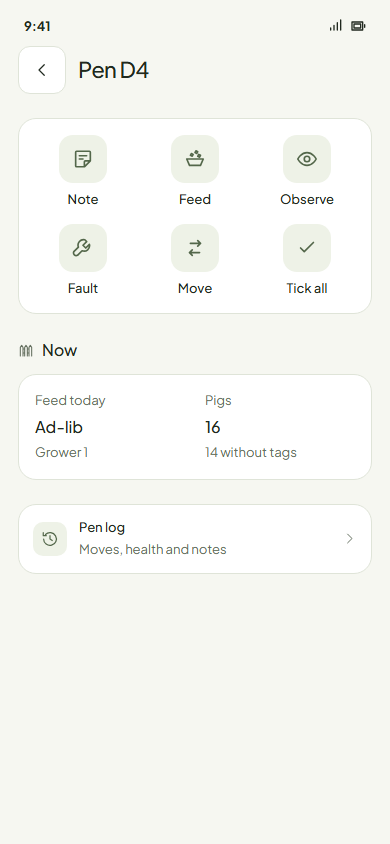 9:41
Pen D4
Note
Feed
Observe
Fault
Move
Tick all
Now
Feed today
Pigs
Ad-lib
16
Grower 1
14 without tags
Pen log
Moves, health and notes